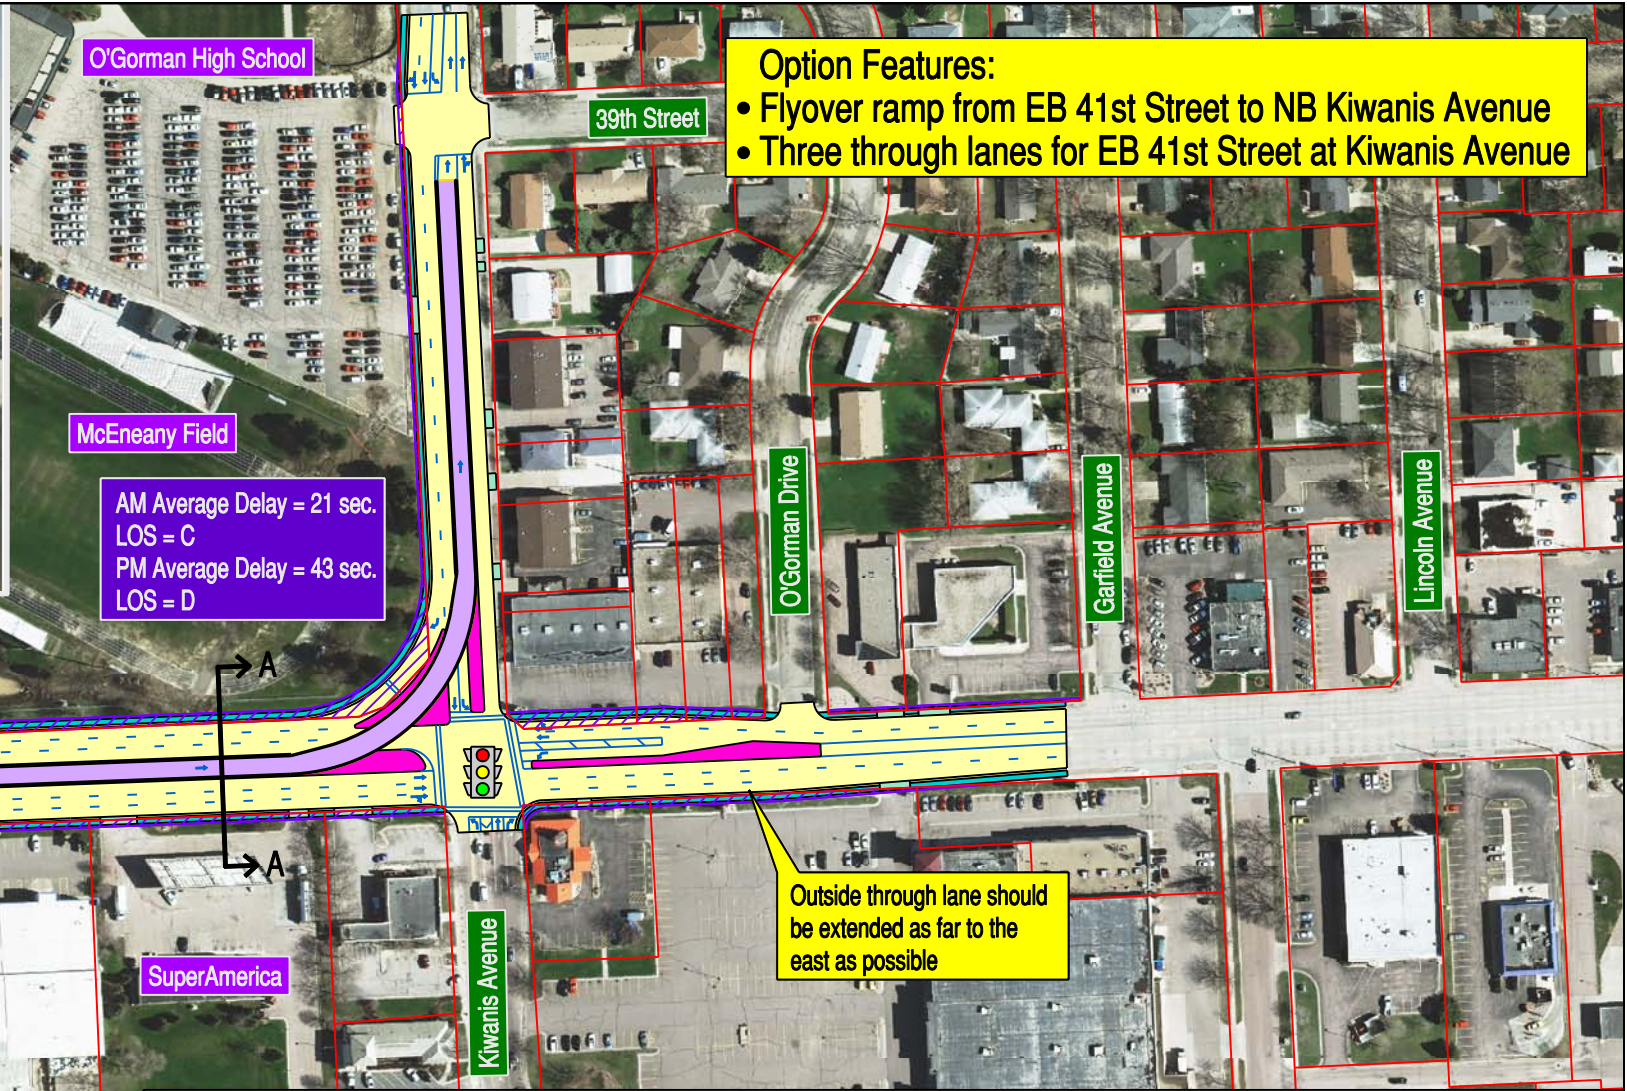 O'Gorman High School
39th Street
Option Features:
• Flyover ramp from EB 41st Street to NB Kiwanis Avenue
• Three through lanes for EB 41st Street at Kiwanis Avenue
McEneany Field
AM Average Delay = 21 sec.
LOS = C
PM Average Delay = 43 sec.
LOS = D
O'Gorman Drive
Garfield Avenue
Lincoln Avenue
A
A
Outside through lane should
be extended as far to the
east as possible
SuperAmerica
Kiwanis Avenue